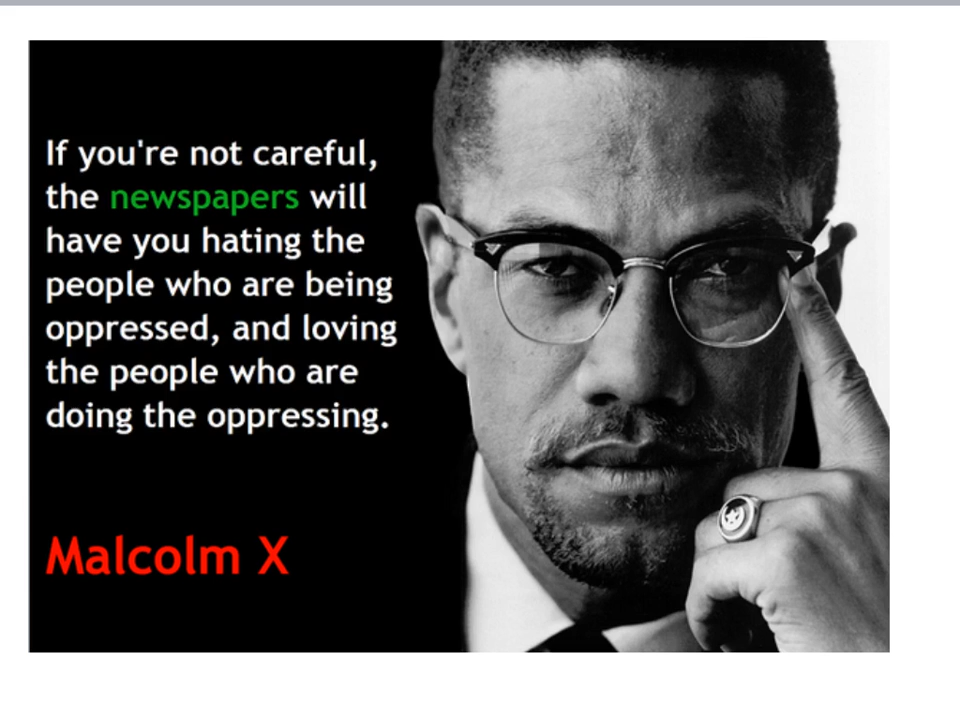 If you're not careful,
the newspapers will
have you hating the
people who are being
oppressed, and loving
the people who are
doing the oppressing.
Malcolm X